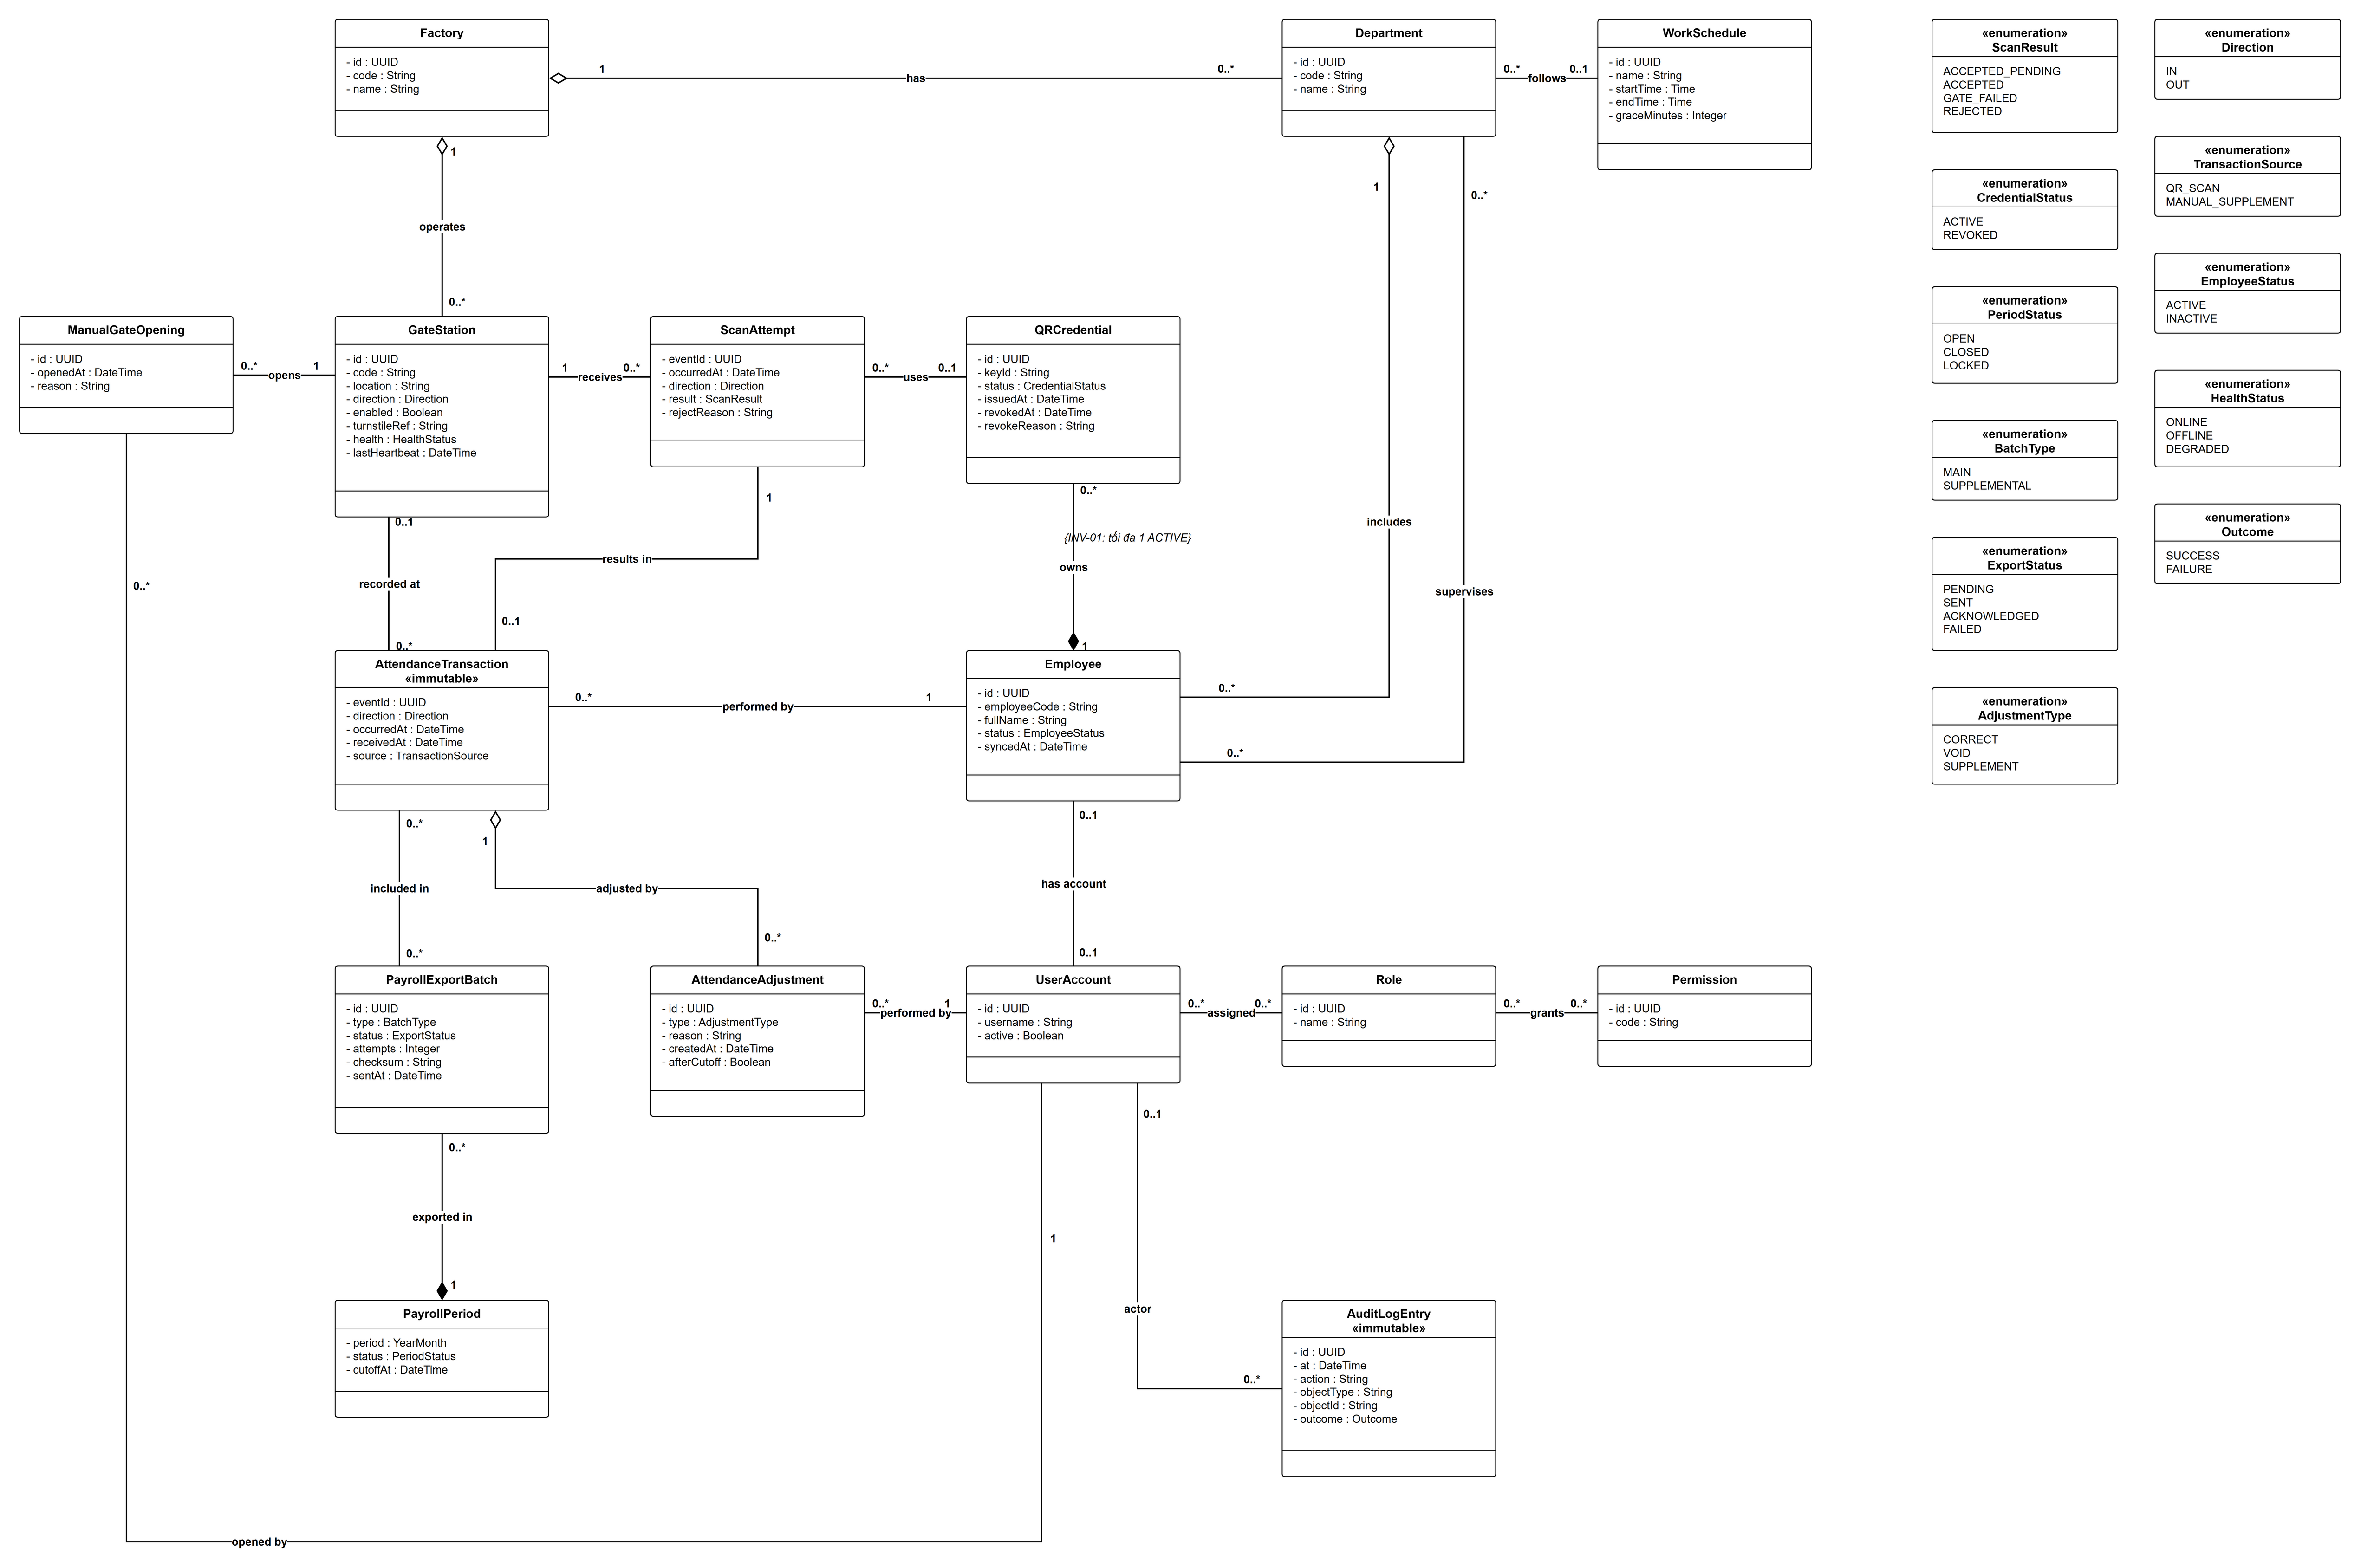 Factory
- id : UUID
- code : String
- name : String
1
has
0..*
Department
- id : UUID
- code : String
- name : String
0..*
follows
0..1
WorkSchedule
- id : UUID
- name : String
- startTime : Time
- endTime : Time
- graceMinutes : Integer
«enumeration»
ScanResult
ACCEPTED_PENDING
ACCEPTED
GATE_FAILED
REJECTED
«enumeration»
Direction
IN
OUT
«enumeration»
TransactionSource
QR_SCAN
MANUAL_SUPPLEMENT
«enumeration»
CredentialStatus
ACTIVE
REVOKED
«enumeration»
EmployeeStatus
ACTIVE
INACTIVE
«enumeration»
PeriodStatus
OPEN
CLOSED
LOCKED
«enumeration»
HealthStatus
ONLINE
OFFLINE
DEGRADED
«enumeration»
BatchType
MAIN
SUPPLEMENTAL
«enumeration»
Outcome
SUCCESS
FAILURE
«enumeration»
ExportStatus
PENDING
SENT
ACKNOWLEDGED
FAILED
«enumeration»
AdjustmentType
CORRECT
VOID
SUPPLEMENT
1
operates
0..*
1
includes
0..*
0..*
supervises
0..*
ManualGateOpening
- id : UUID
- openedAt : DateTime
- reason : String
0..*
opens
1
GateStation
- id : UUID
- code : String
- location : String
- direction : Direction
- enabled : Boolean
- turnstileRef : String
- health : HealthStatus
- lastHeartbeat : DateTime
1
receives
0..*
ScanAttempt
- eventId : UUID
- occurredAt : DateTime
- direction : Direction
- result : ScanResult
- rejectReason : String
0..*
uses
0..1
QRCredential
- id : UUID
- keyId : String
- status : CredentialStatus
- issuedAt : DateTime
- revokedAt : DateTime
- revokeReason : String
0..*
{INV-01: tối đa 1 ACTIVE}
owns
1
1
results in
0..1
0..1
recorded at
0..*
0..*
AttendanceTransaction
«immutable»
- eventId : UUID
- direction : Direction
- occurredAt : DateTime
- receivedAt : DateTime
- source : TransactionSource
0..*
performed by
1
Employee
- id : UUID
- employeeCode : String
- fullName : String
- status : EmployeeStatus
- syncedAt : DateTime
0..*
included in
0..*
1
adjusted by
0..*
0..1
has account
0..1
PayrollExportBatch
- id : UUID
- type : BatchType
- status : ExportStatus
- attempts : Integer
- checksum : String
- sentAt : DateTime
AttendanceAdjustment
- id : UUID
- type : AdjustmentType
- reason : String
- createdAt : DateTime
- afterCutoff : Boolean
0..*
performed by
1
UserAccount
- id : UUID
- username : String
- active : Boolean
0..*
assigned
0..*
Role
- id : UUID
- name : String
0..*
grants
0..*
Permission
- id : UUID
- code : String
0..*
exported in
1
PayrollPeriod
- period : YearMonth
- status : PeriodStatus
- cutoffAt : DateTime
1
0..1
actor
0..*
AuditLogEntry
«immutable»
- id : UUID
- at : DateTime
- action : String
- objectType : String
- objectId : String
- outcome : Outcome
opened by